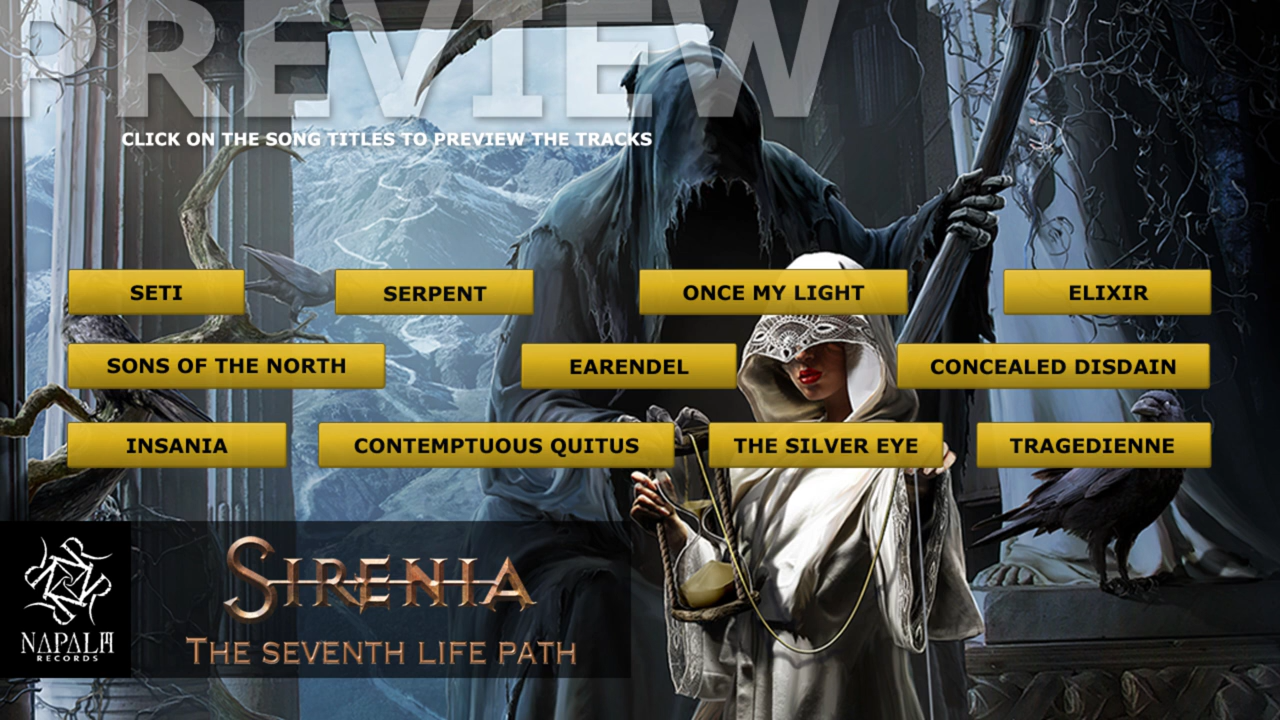 PREVIEW
CLICK ON THE SONG TITLES TO PREVIEW THE TRACKS
SETI
SERPENT
ONCE MY LIGHT
ELIXIR
SONS OF THE NORTH
EARENDEL
CONCEALED DISDAIN
INSANIA
CONTEMPTUOUS QUITUS
THE SILVER EYE
TRAGEDIENNE
SIRENIA
THE SEVENTH LIFE PATH
NAPALM
RECORDS